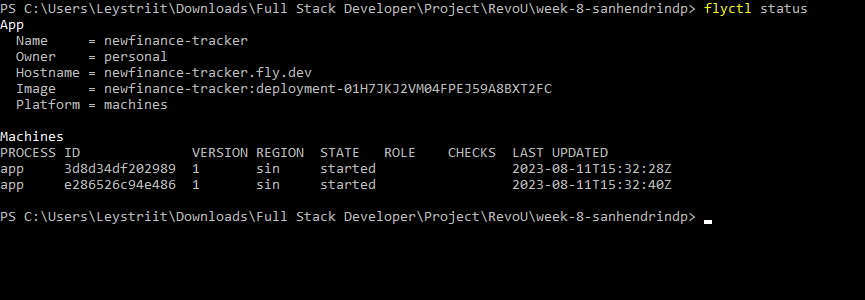 PS C:\Users\Leystriit\Downloads\Full Stack Developer\Project\RevoU\week-8-sanhendrindp> flyctl status
App
  Name     = newfinance-tracker
  Owner    = personal
  Hostname = newfinance-tracker.fly.dev
  Image    = newfinance-tracker:deployment-01H7JKJ2VM04FPEJ59A8BXT2FC
  Platform = machines

Machines
PROCESS ID              VERSION REGION  STATE   ROLE    CHECKS  LAST UPDATED
app     3d8d34df202989  1       sin     started                 2023-08-11T15:32:28Z
app     e286526c94e486  1       sin     started                 2023-08-11T15:32:40Z

PS C:\Users\Leystriit\Downloads\Full Stack Developer\Project\RevoU\week-8-sanhendrindp>